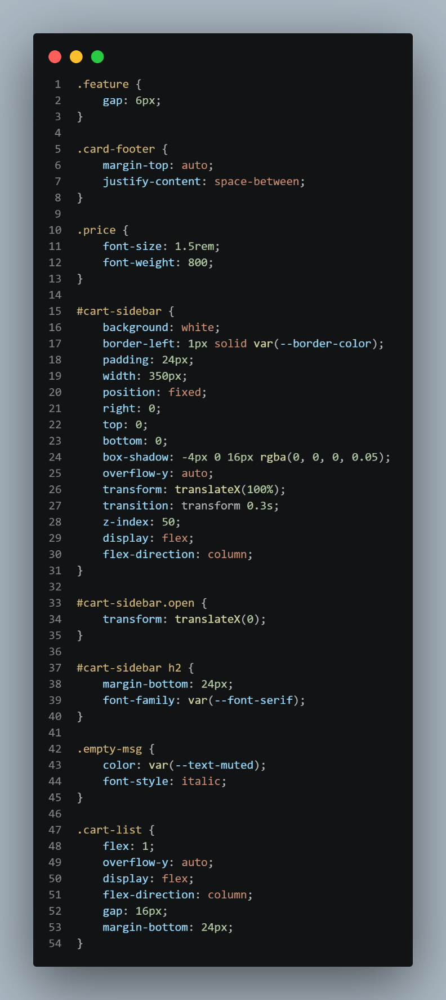 1 .feature {
2     gap: 6px;
3 }
4
5 .card-footer {
6     margin-top: auto;
7     justify-content: space-between;
8 }
9
10 .price {
11     font-size: 1.5rem;
12     font-weight: 800;
13 }
14
15 #cart-sidebar {
16     background: white;
17     border-left: 1px solid var(--border-color);
18     padding: 24px;
19     width: 350px;
20     position: fixed;
21     right: 0;
22     top: 0;
23     bottom: 0;
24     box-shadow: -4px 0 16px rgba(0, 0, 0, 0.05);
25     overflow-y: auto;
26     transform: translateX(100%);
27     transition: transform 0.3s;
28     z-index: 50;
29     display: flex;
30     flex-direction: column;
31 }
32
33 #cart-sidebar.open {
34     transform: translateX(0);
35 }
36
37 #cart-sidebar h2 {
38     margin-bottom: 24px;
39     font-family: var(--font-serif);
40 }
41
42 .empty-msg {
43     color: var(--text-muted);
44     font-style: italic;
45 }
46
47 .cart-list {
48     flex: 1;
49     overflow-y: auto;
50     display: flex;
51     flex-direction: column;
52     gap: 16px;
53     margin-bottom: 24px;
54 }